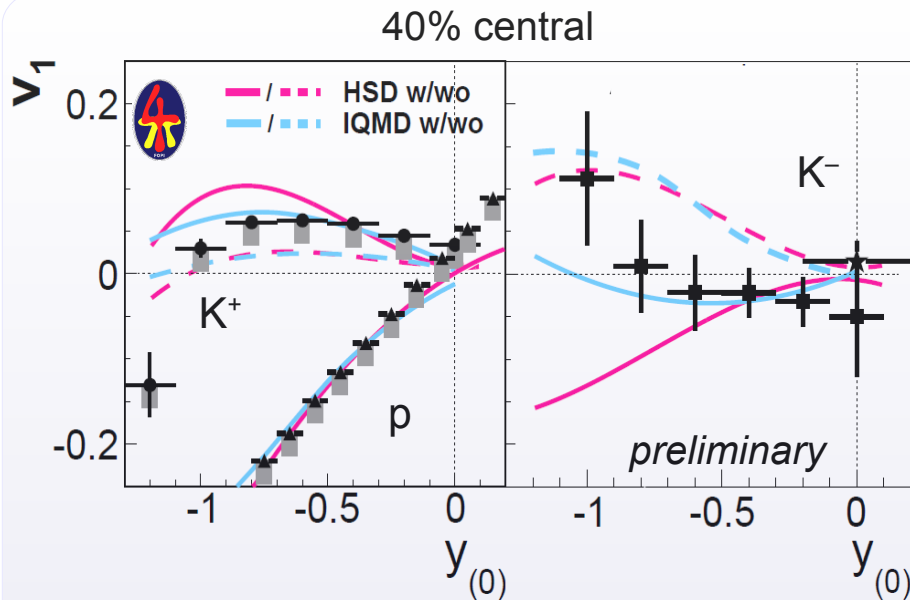 40% central
v₁
0.2
0
-0.2
HSD w/wo
IQMD w/wo
FOPI
K⁺
p
-1
-0.5
0
y₍₀₎
K⁻
preliminary
-1
-0.5
0
y₍₀₎